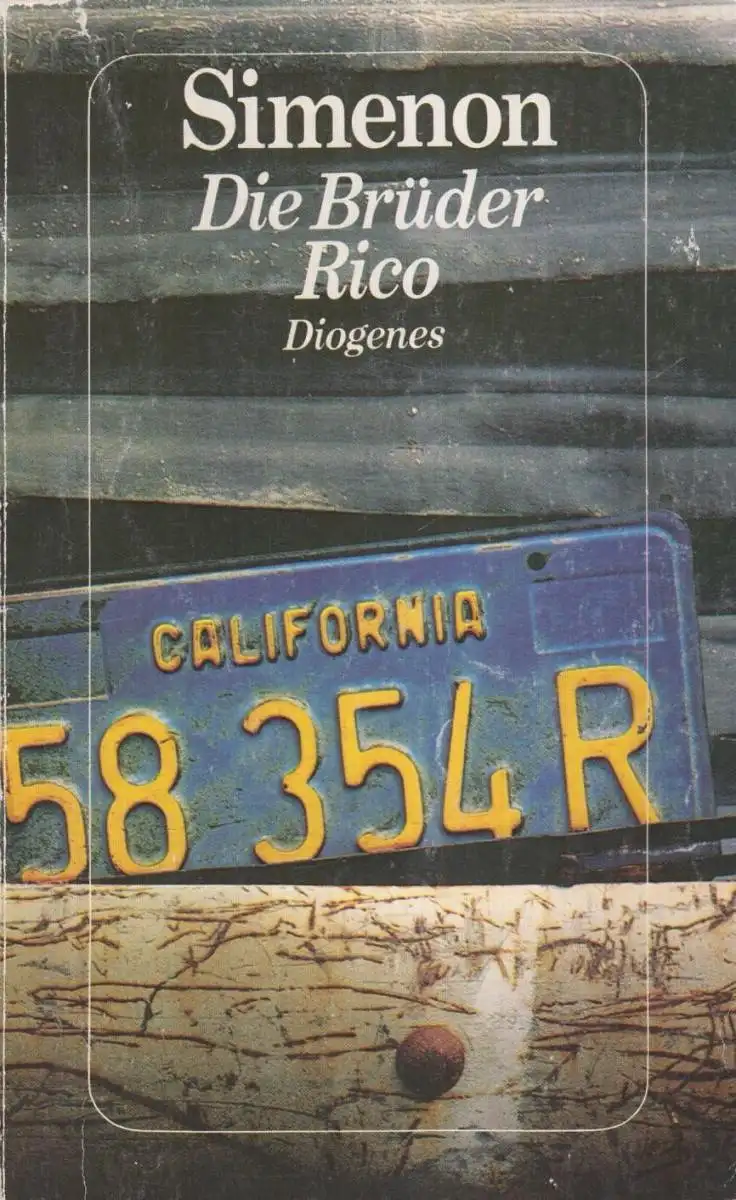 Simenon
Die Brüder
Rico
Diogenes
CALIFORNIA
58 354 R